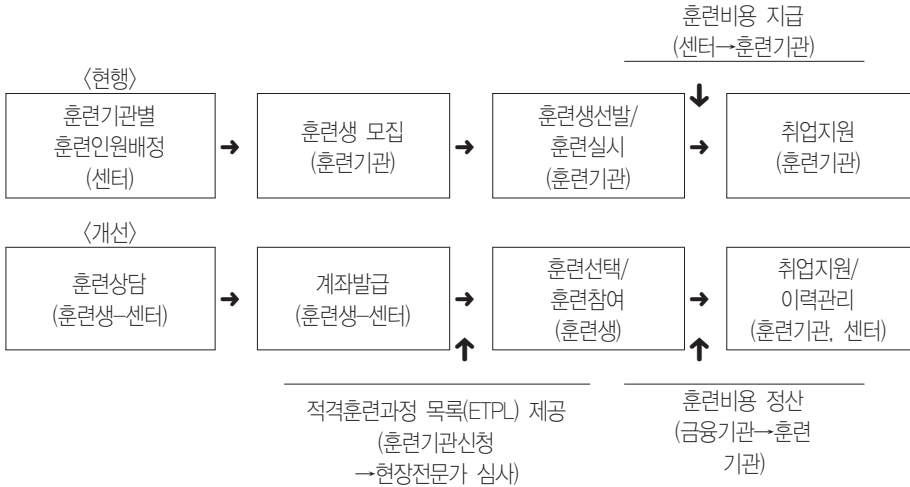 훈련비용 지급
(센터→훈련기관)
〈현행〉
훈련기관별
훈련인원배정
(센터)
훈련생 모집
(훈련기관)
훈련생선발/
훈련실시
(훈련기관)
취업지원
(훈련기관)
〈개선〉
훈련상담
(훈련생–센터)
계좌발급
(훈련생–센터)
훈련선택/
훈련참여
(훈련생)
취업지원/
이력관리
(훈련기관, 센터)
적격훈련과정 목록(ETPL) 제공
(훈련기관신청
→현장전문가 심사)
훈련비용 정산
(금융기관→훈련
기관)